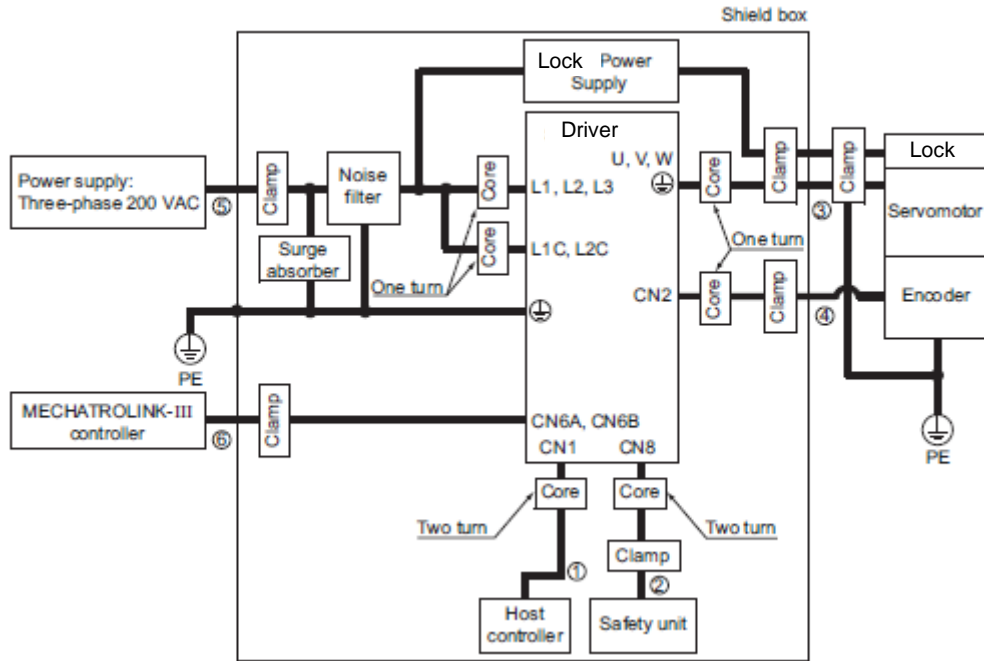 Shield box
Lock Power
Supply
Driver
U, V, W
Clamp
Clamp
Lock
Power supply:
Three-phase 200 VAC
⑤
Clamp
Noise
filter
Core
L1, L2, L3
Core
③
Servomotor
Surge
absorber
Core
L1C, L2C
One turn
One turn
CN2
Core
Clamp
④
Encoder
PE
MECHATROLINK-III
controller
⑥
Clamp
CN6A, CN6B
CN1
CN8
PE
Core
Core
Two turn
Two turn
Clamp
①
②
Host
controller
Safety unit